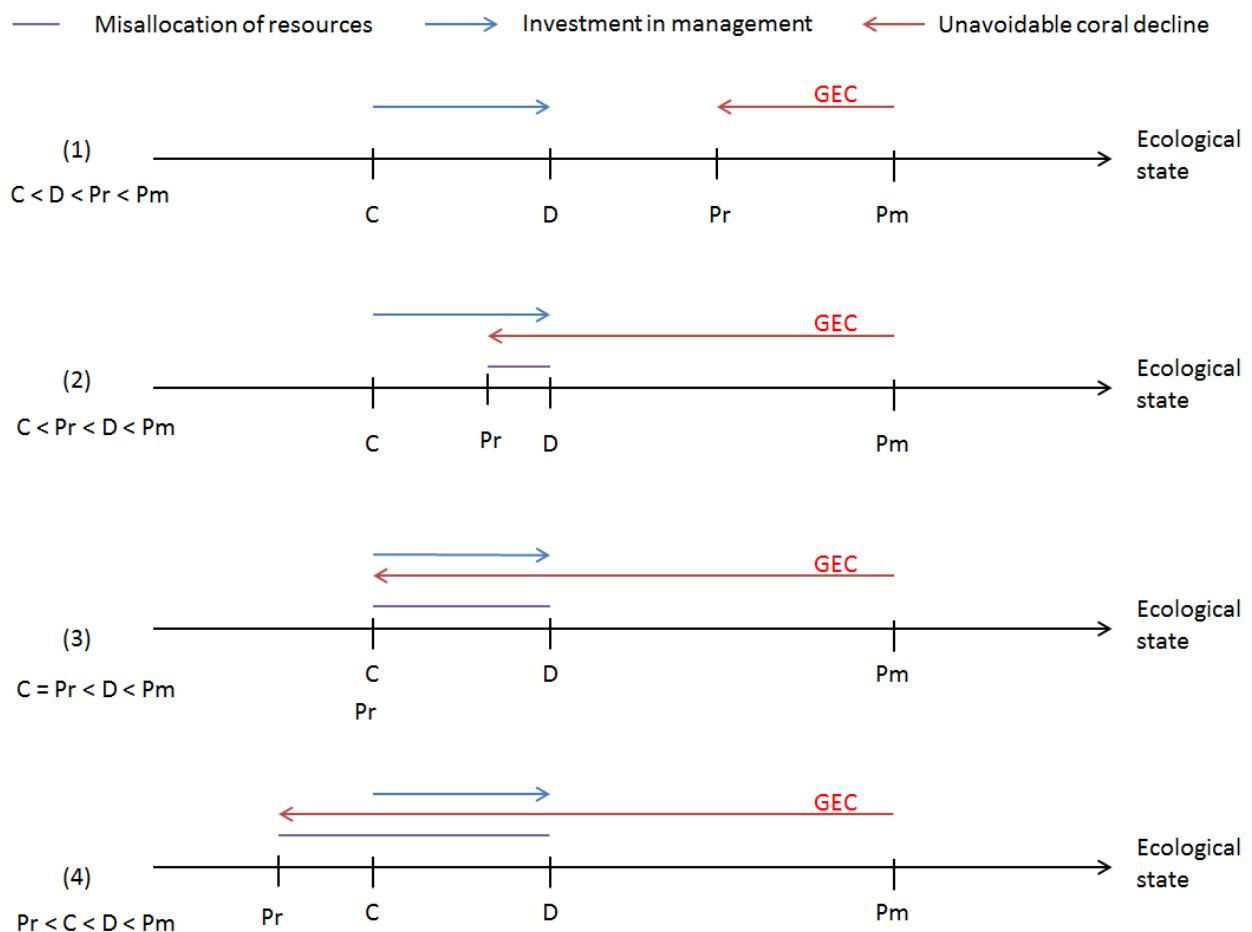 Misallocation of resources Investment in management Unavoidable coral decline
GEC
(1)
C < D < Pr < Pm
Ecological
state
C D Pr Pm
GEC
(2)
C < Pr < D < Pm
Ecological
state
C Pr D Pm
GEC
(3)
C = Pr < D < Pm
Ecological
state
C D Pm
Pr
GEC
(4)
Pr < C < D < Pm
Ecological
state
Pr C D Pm